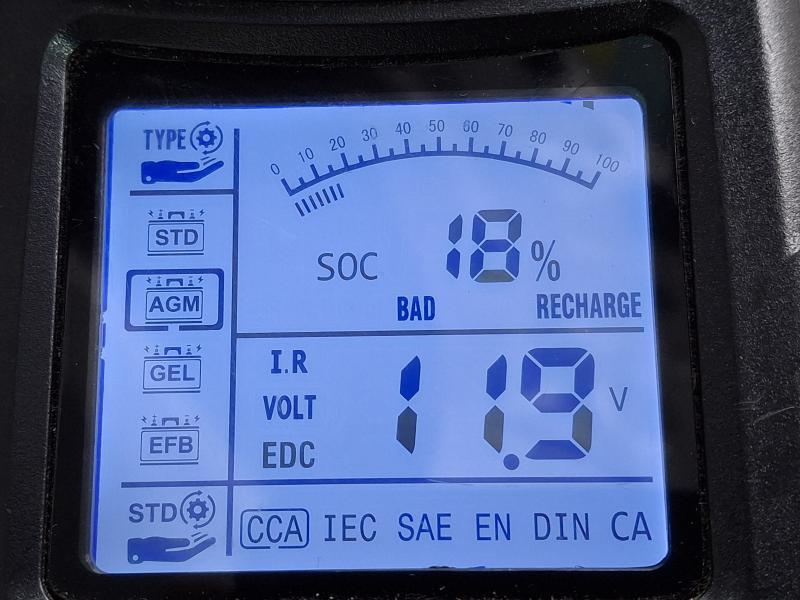 TYPE
0 10 20 30 40 50 60 70 80 90 100
STD
SOC 18 %
AGM
BAD RECHARGE
GEL
I.R
VOLT
EDC
11.9 V
EFB
STD
CCA IEC SAE EN DIN CA